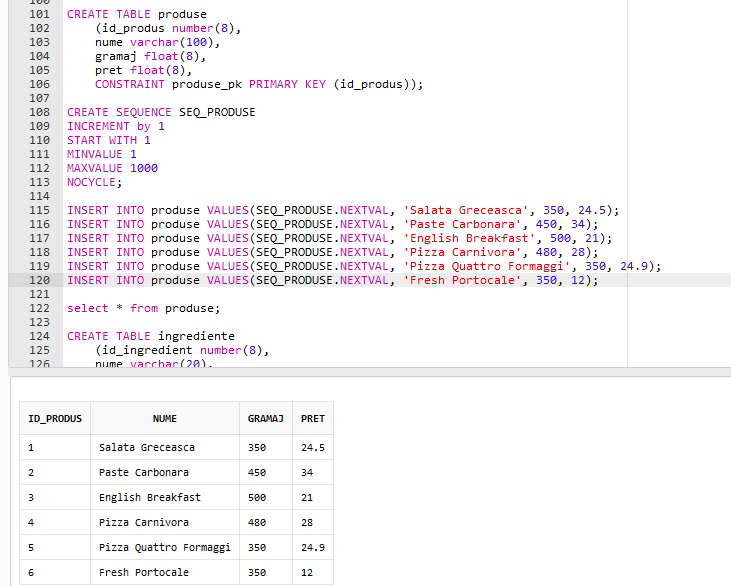 100
101 CREATE TABLE produse
102 (id_produs number(8),
103 nume varchar(100),
104 gramaj float(8),
105 pret float(8),
106 CONSTRAINT produse_pk PRIMARY KEY (id_produs));
107
108 CREATE SEQUENCE SEQ_PRODUSE
109 INCREMENT by 1
110 START WITH 1
111 MINVALUE 1
112 MAXVALUE 1000
113 NOCYCLE;
114
115 INSERT INTO produse VALUES(SEQ_PRODUSE.NEXTVAL, 'Salata Greceasca', 350, 24.5);
116 INSERT INTO produse VALUES(SEQ_PRODUSE.NEXTVAL, 'Paste Carbonara', 450, 34);
117 INSERT INTO produse VALUES(SEQ_PRODUSE.NEXTVAL, 'English Breakfast', 500, 21);
118 INSERT INTO produse VALUES(SEQ_PRODUSE.NEXTVAL, 'Pizza Carnivora', 480, 28);
119 INSERT INTO produse VALUES(SEQ_PRODUSE.NEXTVAL, 'Pizza Quattro Formaggi', 350, 24.9);
120 INSERT INTO produse VALUES(SEQ_PRODUSE.NEXTVAL, 'Fresh Portocale', 350, 12);
121
122 select * from produse;
123
124 CREATE TABLE ingrediente
125 (id_ingredient number(8),
126 nume varchar(20),
ID_PRODUS NUME GRAMAJ PRET
1 Salata Greceasca 350 24.5
2 Paste Carbonara 450 34
3 English Breakfast 500 21
4 Pizza Carnivora 480 28
5 Pizza Quattro Formaggi 350 24.9
6 Fresh Portocale 350 12